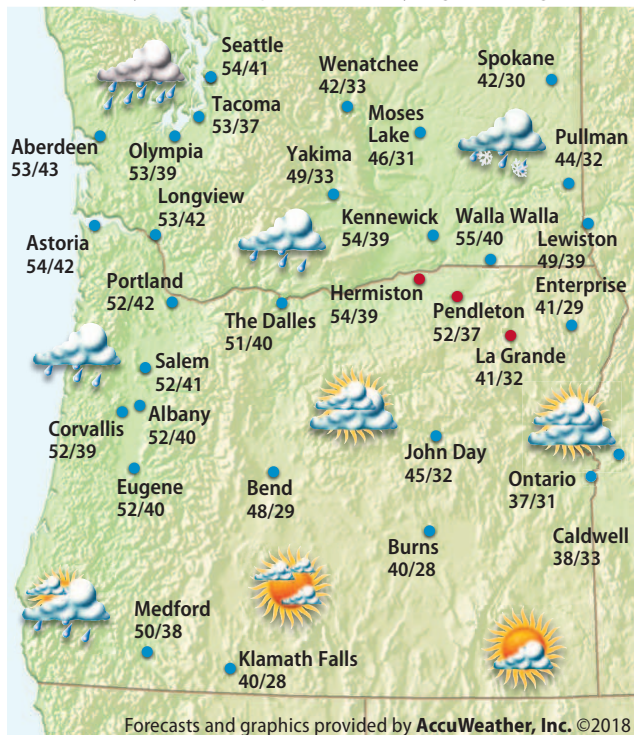 Seattle
54/41
Wenatchee
42/33
Spokane
42/30
Tacoma
53/37
Moses
Lake
46/31
Aberdeen
53/43
Olympia
53/39
Yakima
49/33
Pullman
44/32
Longview
53/42
Kennewick
54/39
Walla Walla
55/40
Lewiston
49/39
Astoria
54/42
Portland
52/42
The Dalles
51/40
Hermiston
54/39
Pendleton
52/37
Enterprise
41/29
La Grande
41/32
Salem
52/41
Albany
52/40
Corvallis
52/39
John Day
45/32
Ontario
37/31
Eugene
52/40
Bend
48/29
Burns
40/28
Caldwell
38/33
Medford
50/38
Klamath Falls
40/28
Forecasts and graphics provided by AccuWeather, Inc. ©2018